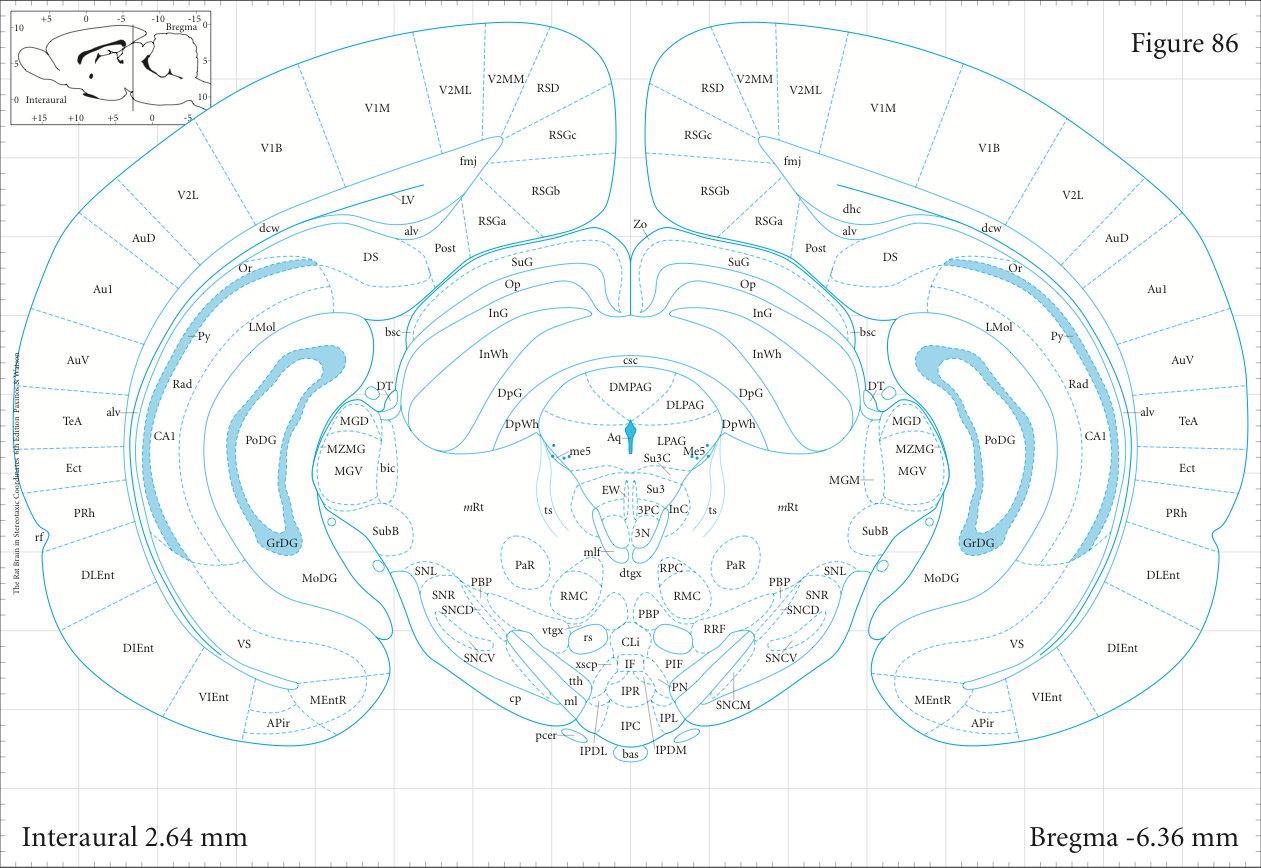 +5 0 -5 -10 -15
Bregma 0
10
5 5
0 Interaural 10
+15 +10 +5 0 -5
Figure 86
V2MM V2MM
V2ML RSD RSD V2ML
V1M V1M
RSGc RSGc
V1B V1B
fmj fmj
V2L RSGb RSGb V2L
LV
dhc
RSGa RSGa
Zo
dcw alv alv dcw
AuD AuD
Post Post
DS DS
SuG SuG
Or Or
Op Op
Au1 Au1
InG InG
LMol LMol
bsc bsc
Py Py
InWh InWh
AuV csc AuV
Rad DT DMPAG DT Rad
DpG DpG
DLPAG
alv alv
TeA MGD DpWh DpWh MGD TeA
CA1 PoDG Aq LPAG PoDG CA1
MZMG me5 Me5 MZMG
Su3C
Ect MGV bic MGV Ect
MGM
EW Su3
mRt ts 3PC InC ts mRt
PRh PRh
rf SubB 3N SubB
GrDG GrDG
mlf
PaR RPC PaR
SNL dtgx SNL
DLEnt MoDG PBP PBP MoDG DLEnt
SNR RMC RMC SNR
SNCD SNCD
PBP
vtgx rs RRF
VS CLi VS
DIEnt DIEnt
SNCV xscp IF PIF SNCV
tth PN
IPR
VIEnt MEntR cp ml SNCM MEntR VIEnt
IPL
APir IPC APir
pcer
IPDL bas IPDM
The Rat Brain in Stereotaxic Coordinates 6th Edition Paxinos & Watson
Interaural 2.64 mm
Bregma -6.36 mm